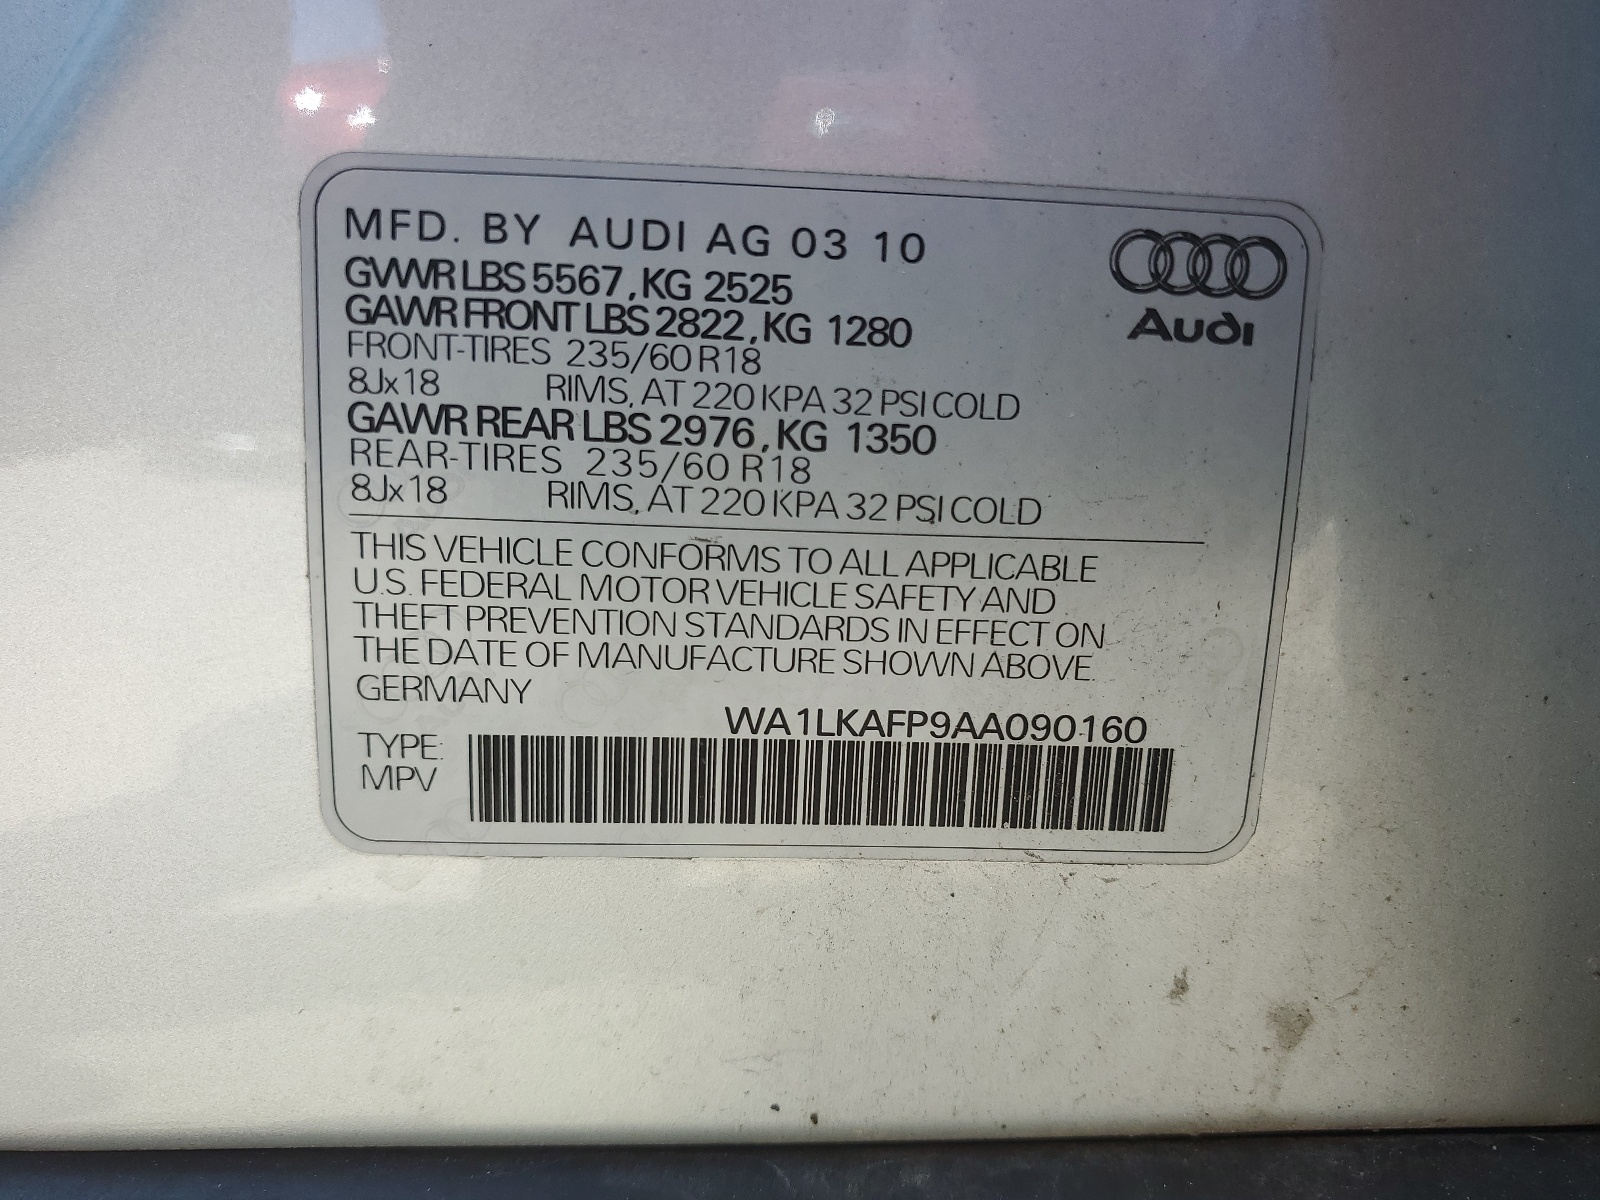 MFD. BY AUDI AG 03 10
GVWR LBS 5567, KG 2525
GAWR FRONT LBS 2822, KG 1280
FRONT-TIRES 235/60 R18
8Jx18 RIMS, AT 220 KPA 32 PSI COLD
GAWR REAR LBS 2976, KG 1350
REAR-TIRES 235/60 R18
8Jx18 RIMS, AT 220 KPA 32 PSI COLD
Audi
THIS VEHICLE CONFORMS TO ALL APPLICABLE
U.S. FEDERAL MOTOR VEHICLE SAFETY AND
THEFT PREVENTION STANDARDS IN EFFECT ON
THE DATE OF MANUFACTURE SHOWN ABOVE.
GERMANY
WA1LKAFP9AA090160
TYPE:
MPV